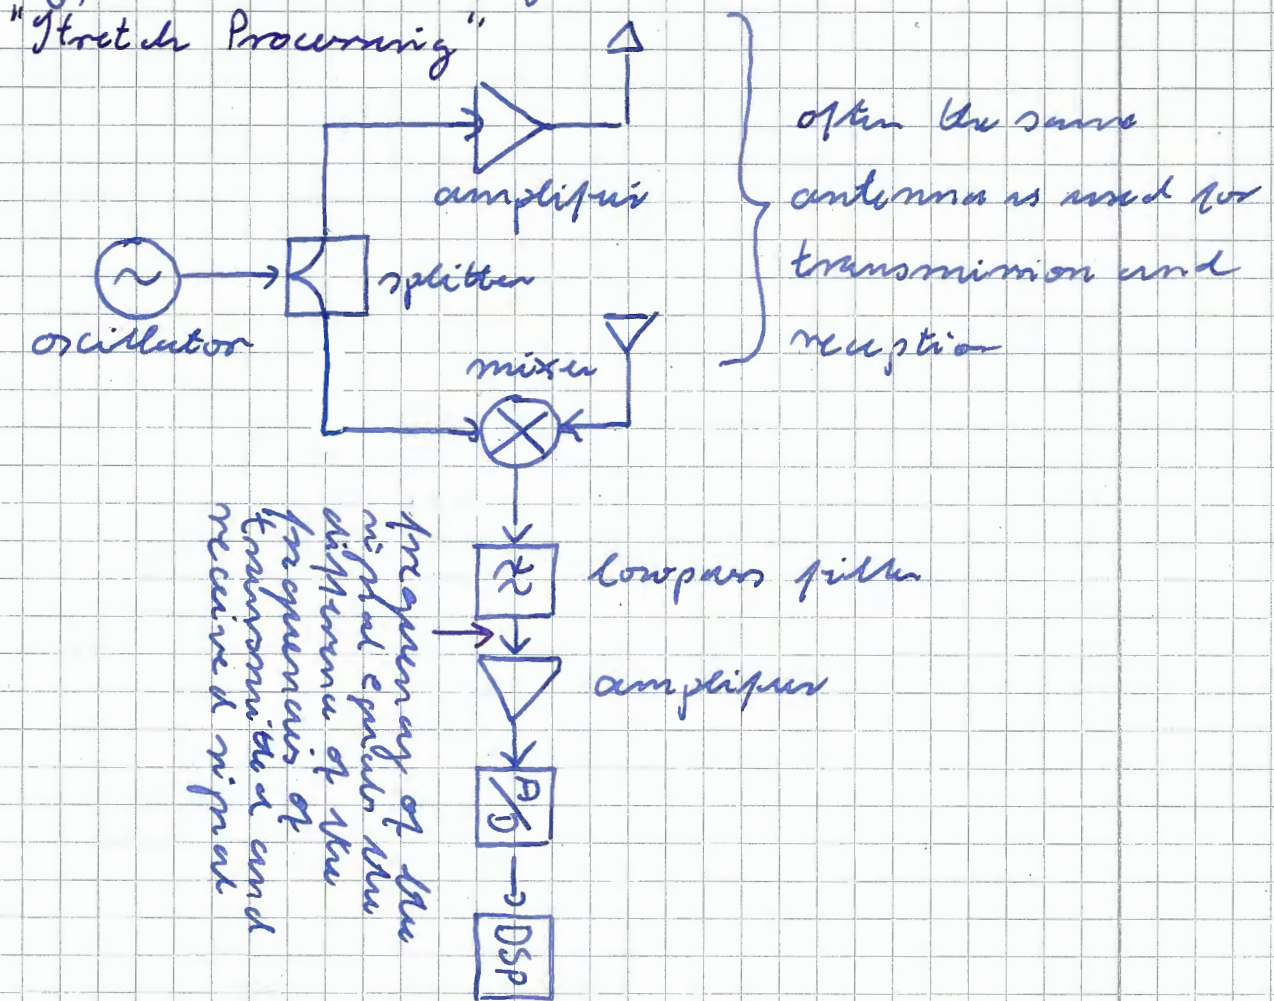 "Stretch Processing"
often the same
antenna is used for
transmission and
reception
amplifier
splitter
oscillator
mixer
lowpass filter
frequency of the
signal equals the
difference of the
frequencies of
transmitted and
received signal
amplifier
A/D
DSP